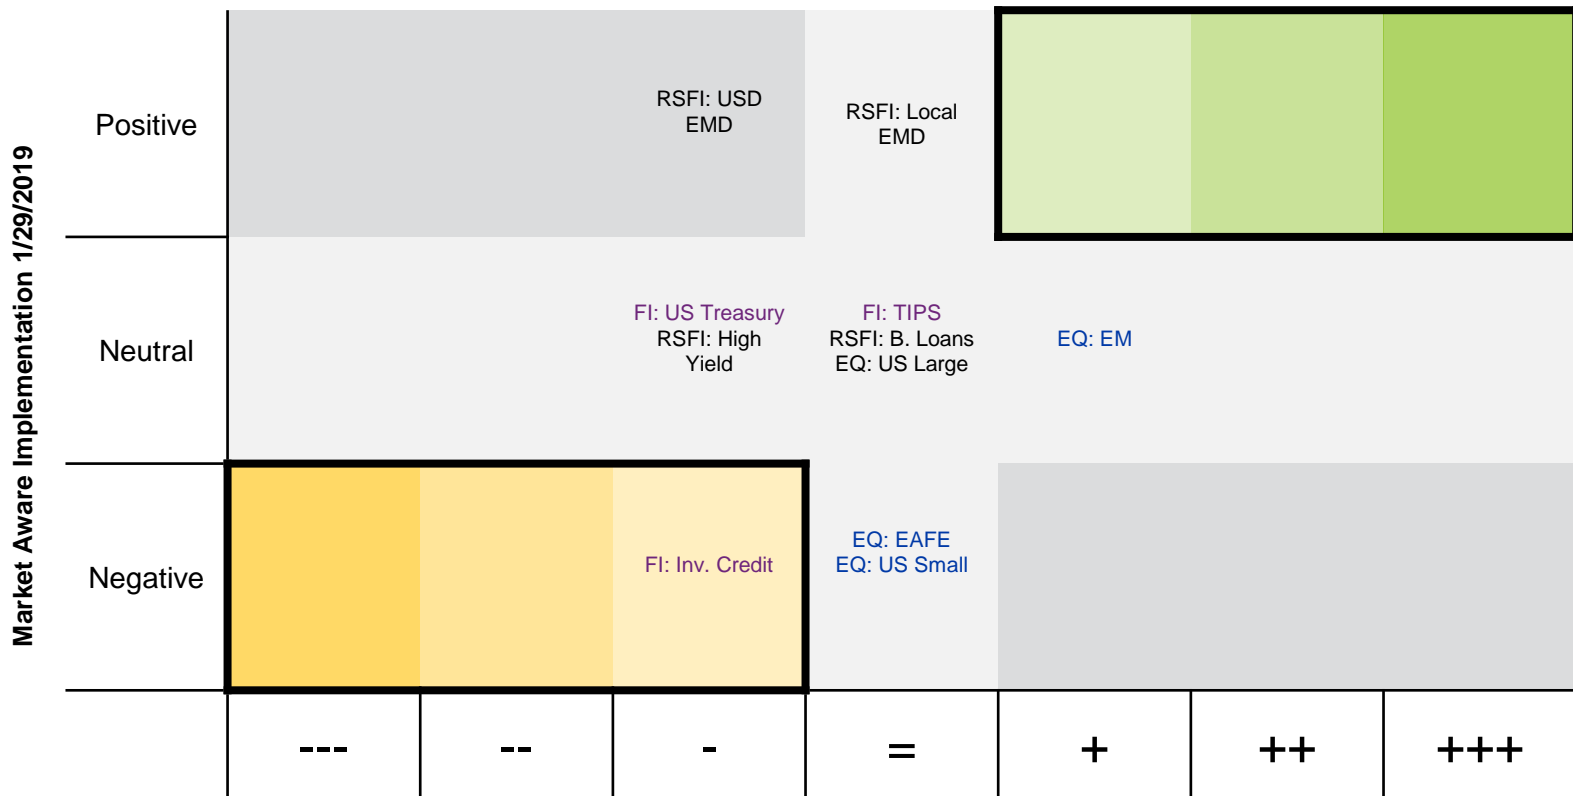 Market Aware Implementation 1/29/2019
Positive
RSFI: USD
EMD
RSFI: Local
EMD
Neutral
FI: US Treasury
RSFI: High
Yield
FI: TIPS
RSFI: B. Loans
EQ: US Large
EQ: EM
Negative
FI: Inv. Credit
EQ: EAFE
EQ: US Small
---
--
-
=
+
++
+++